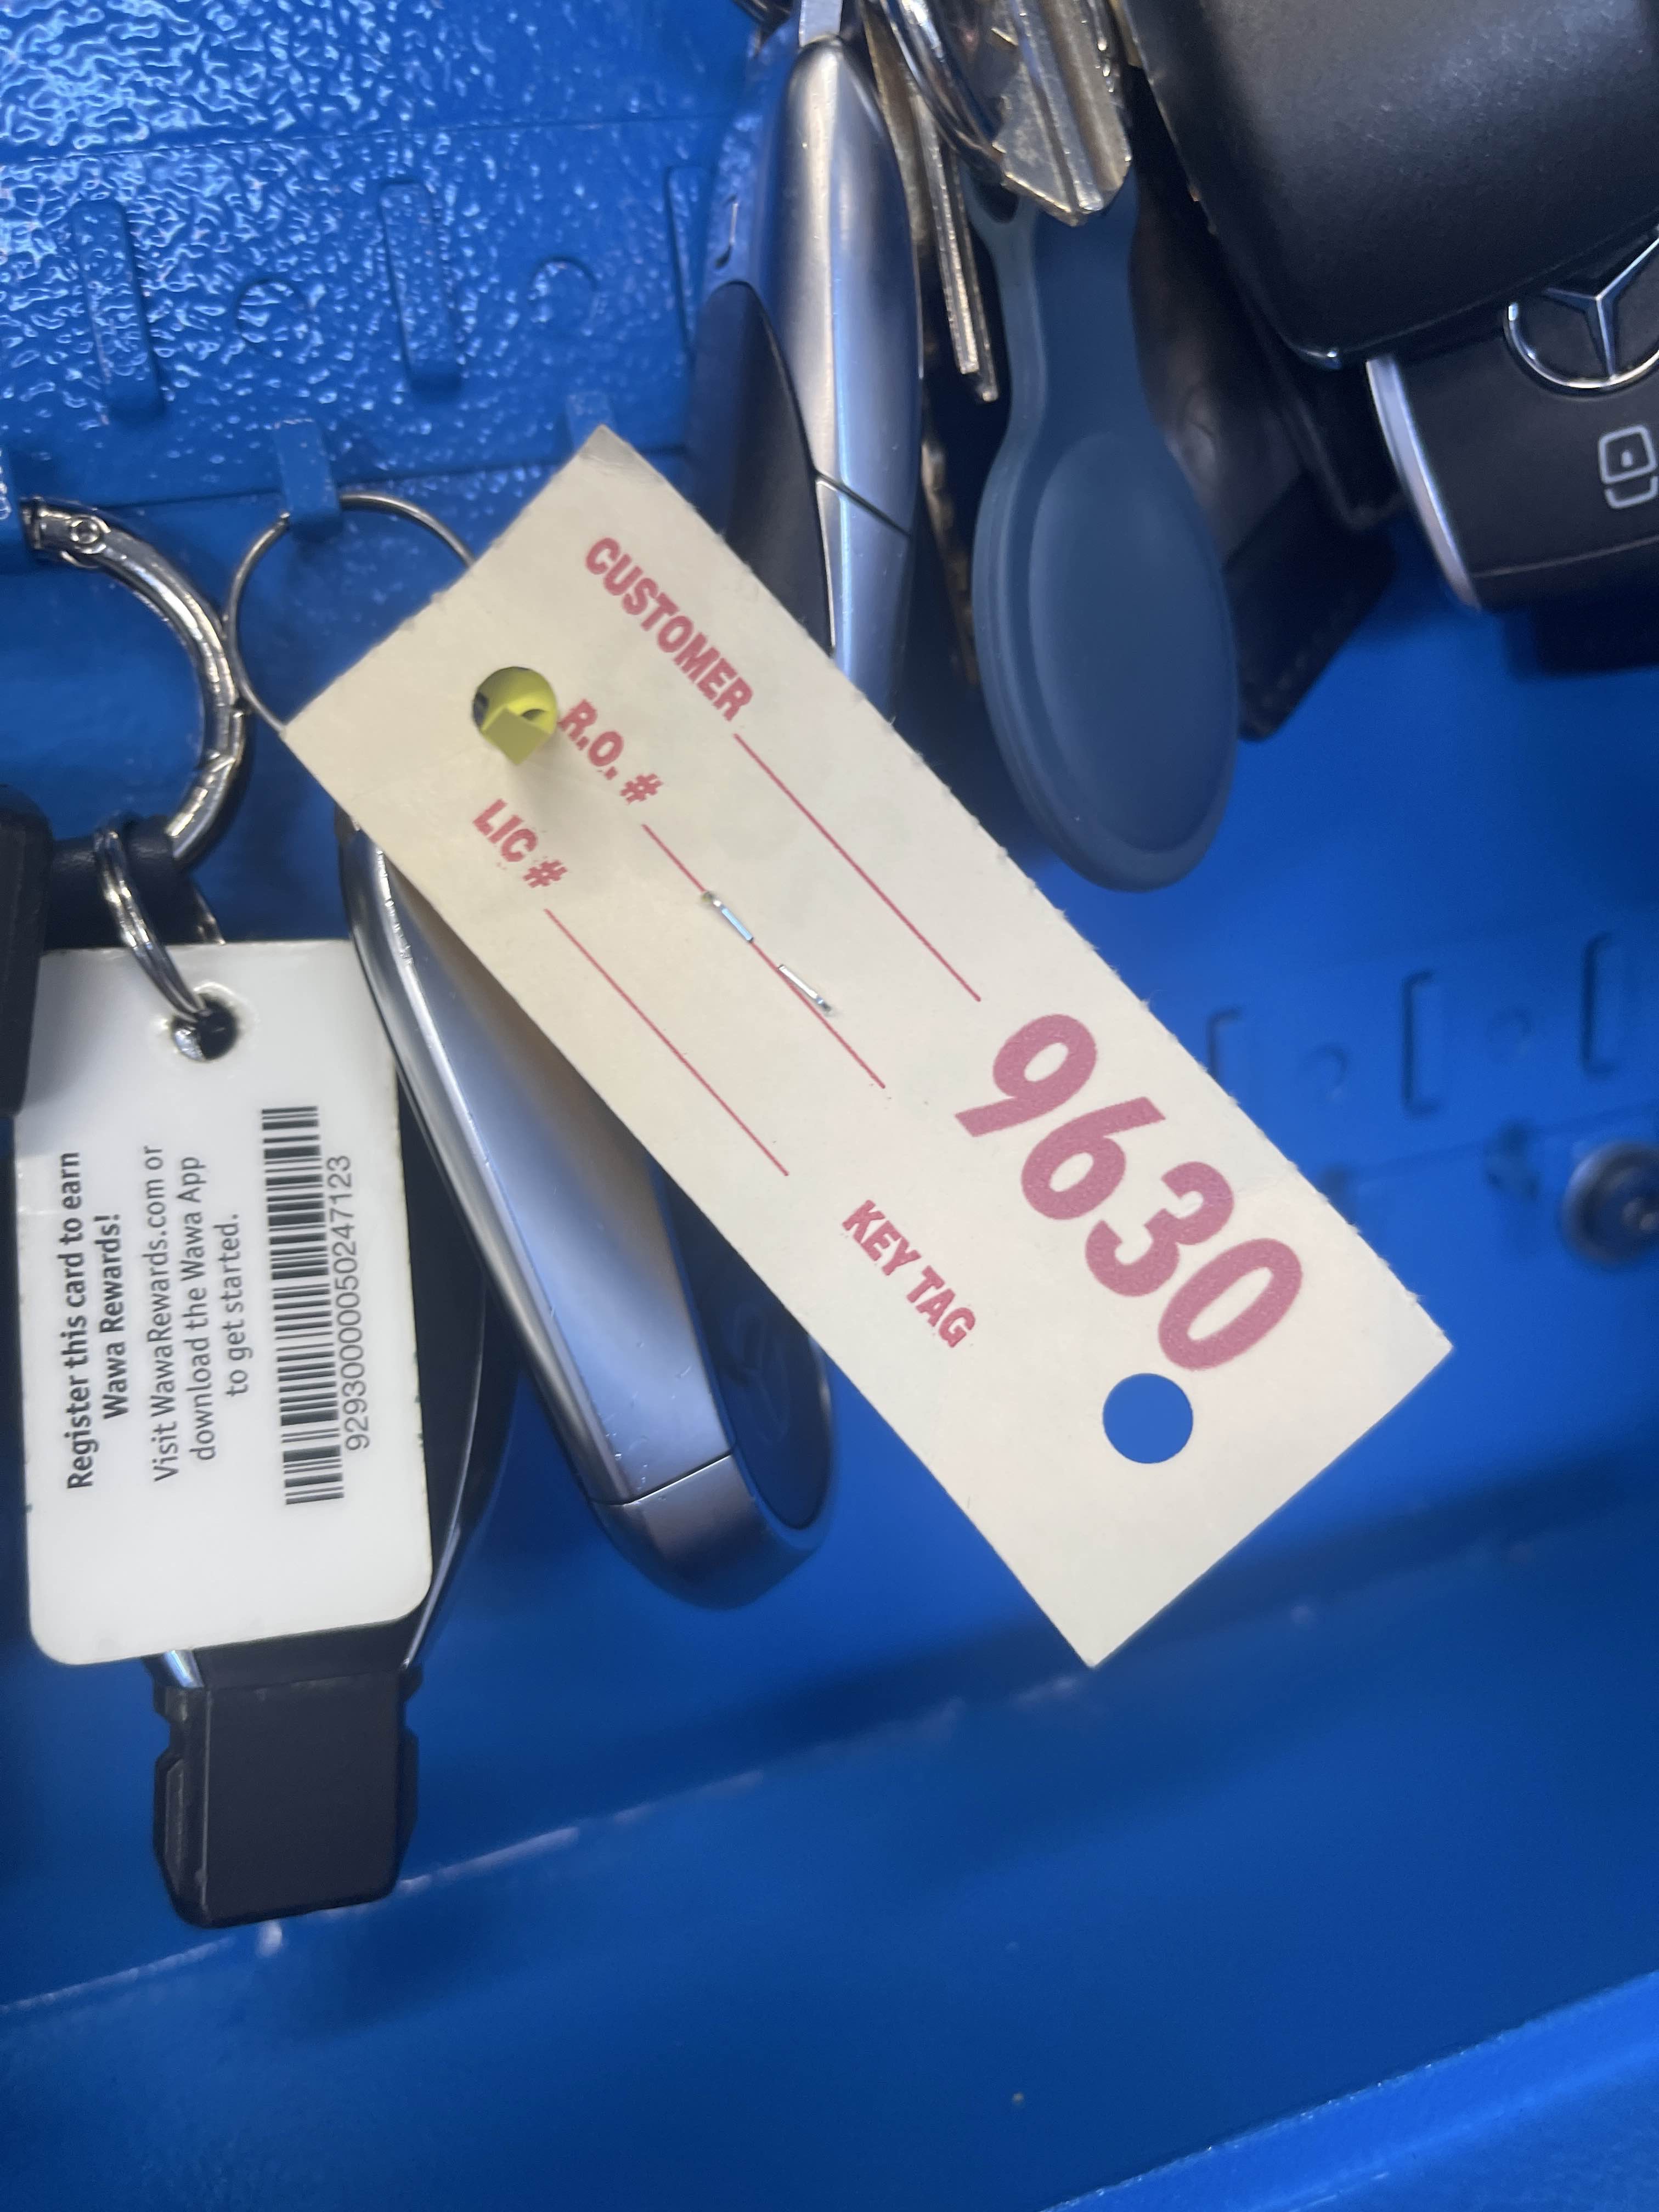 CUSTOMER
R.O. #
LIC #
9630
KEY TAG
Register this card to earn
Wawa Rewards!
Visit WawaRewards.com or
download the Wawa App
to get started.
92930000050247123